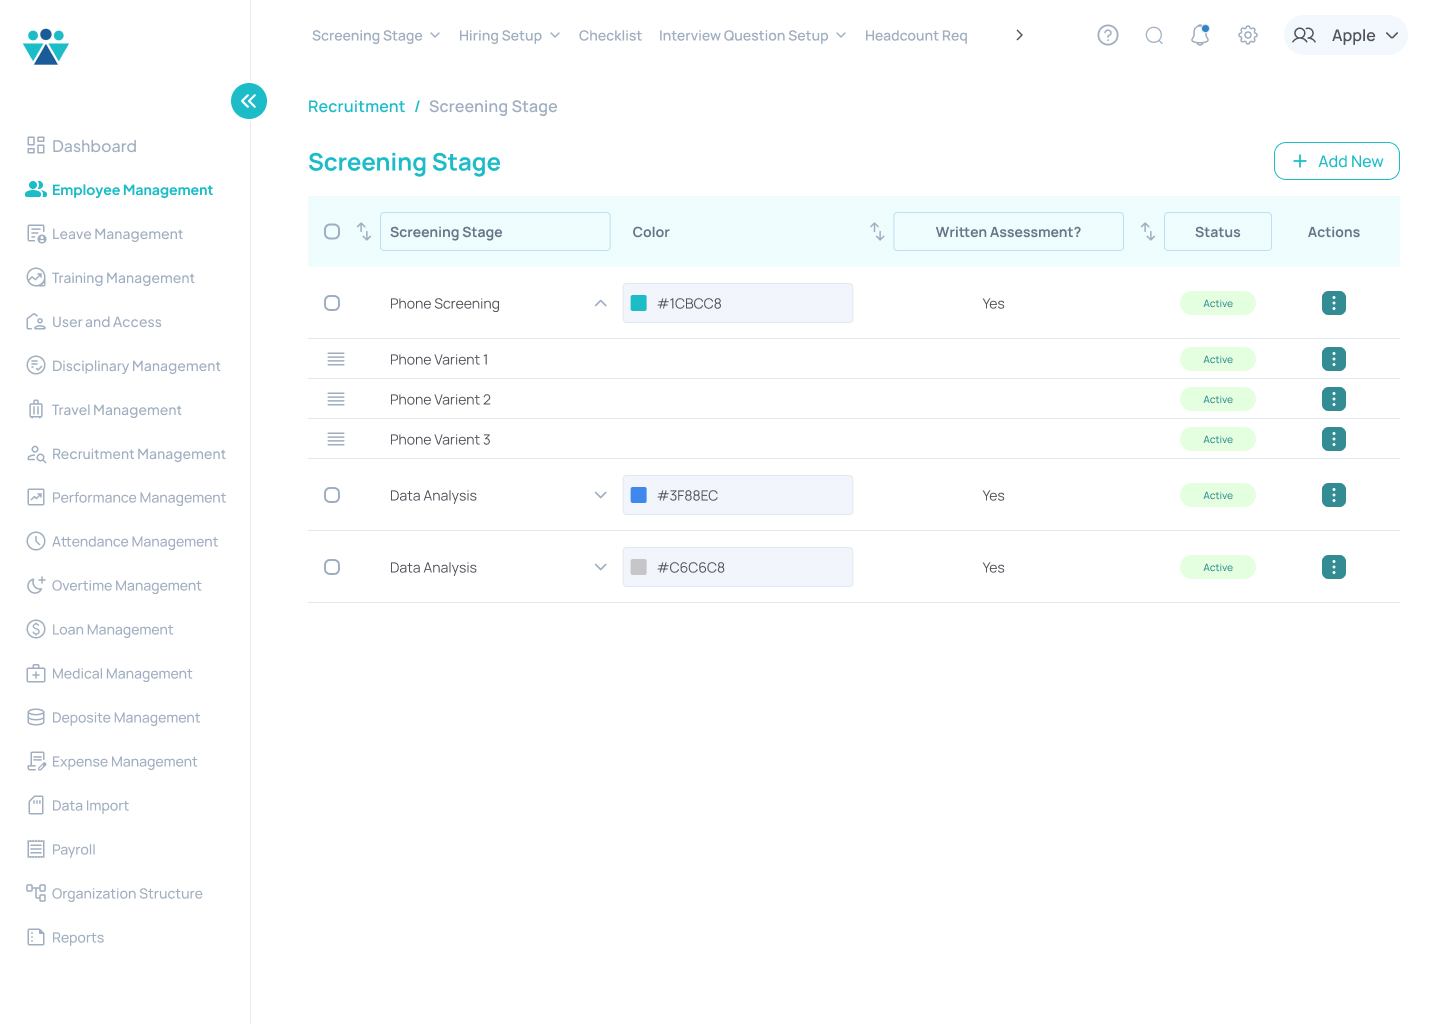 Screening Stage
Hiring Setup
Checklist
Interview Question Setup
Headcount Req
Apple
Dashboard
Employee Management
Leave Management
Training Management
User and Access
Disciplinary Management
Travel Management
Recruitment Management
Performance Management
Attendance Management
Overtime Management
Loan Management
Medical Management
Deposite Management
Expense Management
Data Import
Payroll
Organization Structure
Reports
Recruitment / Screening Stage
Screening Stage
Add New
Screening Stage Color Written Assessment? Status Actions
Phone Screening #1CBCC8 Yes Active
Phone Varient 1 Active
Phone Varient 2 Active
Phone Varient 3 Active
Data Analysis #3F88EC Yes Active
Data Analysis #C6C6C8 Yes Active